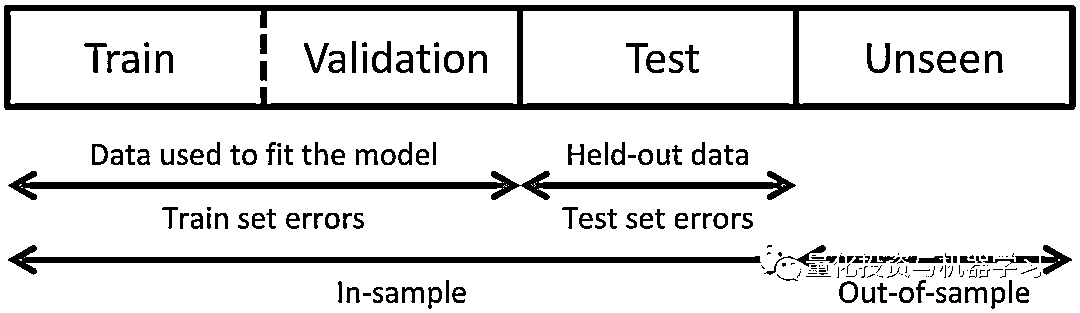 Train Validation Test Unseen
Data used to fit the model Held-out data
Train set errors Test set errors
量化投资与机器学习
In-sample Out-of-sample